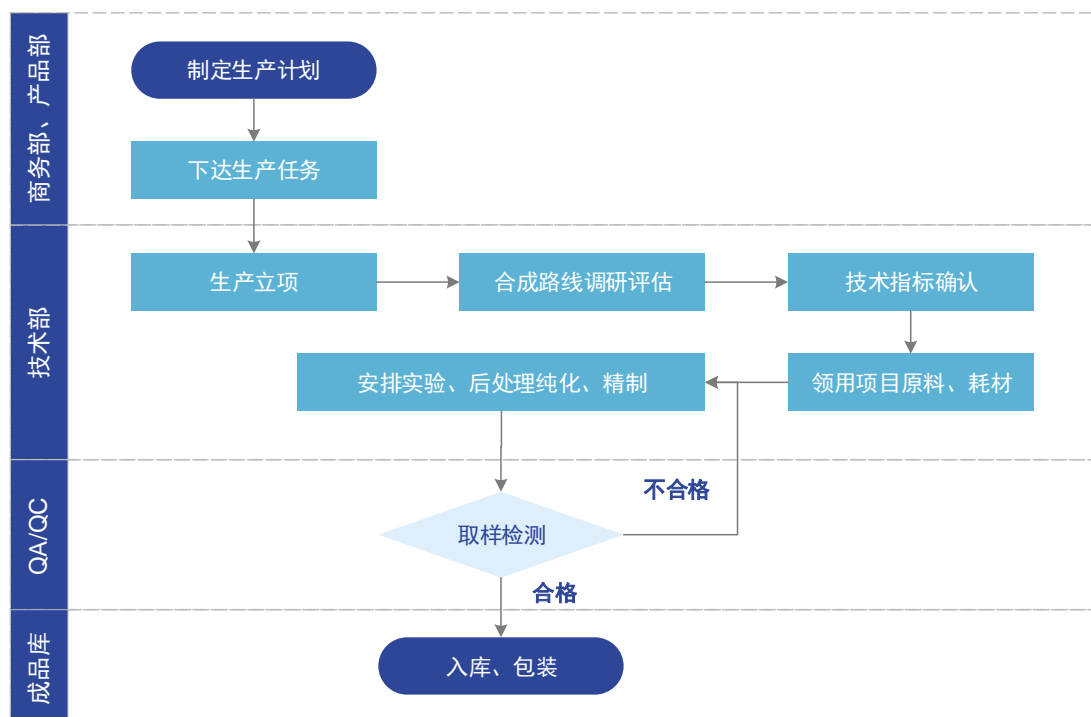 商务部、产品部
制定生产计划
下达生产任务
技术部
生产立项
合成路线调研评估
技术指标确认
安排实验、后处理纯化、精制
领用项目原料、耗材
QA/QC
不合格
取样检测
合格
成品库
入库、包装